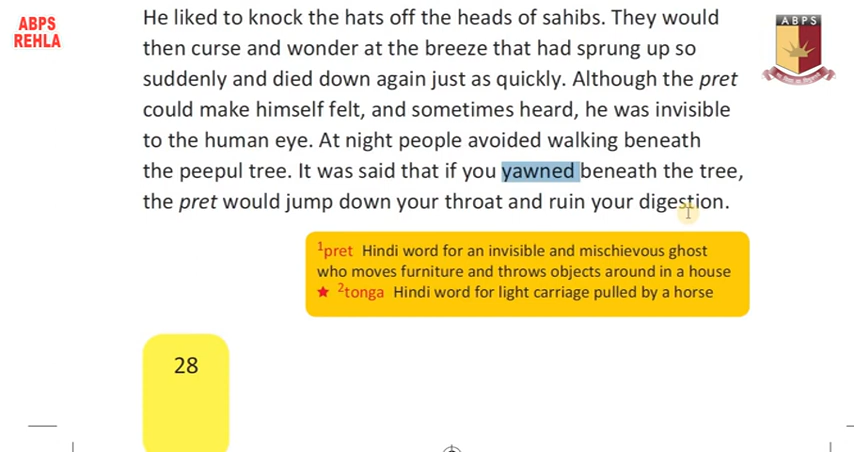 ABPS
REHLA
ABPS
He liked to knock the hats off the heads of sahibs. They would
then curse and wonder at the breeze that had sprung up so
suddenly and died down again just as quickly. Although the pret
could make himself felt, and sometimes heard, he was invisible
to the human eye. At night people avoided walking beneath
the peepul tree. It was said that if you yawned beneath the tree,
the pret would jump down your throat and ruin your digestion.
1pret Hindi word for an invisible and mischievous ghost
who moves furniture and throws objects around in a house
★ 2tonga Hindi word for light carriage pulled by a horse
28